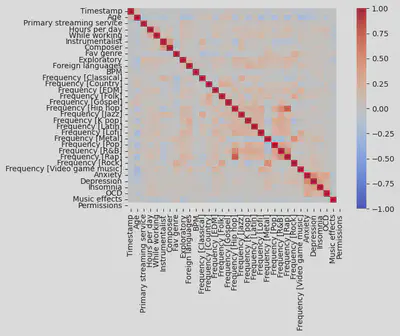 Timestamp
Age
Primary streaming service
Hours per day
While working
Instrumentalist
Composer
Fav genre
Exploratory
Foreign languages
BPM
Frequency [Classical]
Frequency [Country]
Frequency [EDM]
Frequency [Folk]
Frequency [Gospel]
Frequency [Hip hop]
Frequency [Jazz]
Frequency [K pop]
Frequency [Latin]
Frequency [Lofi]
Frequency [Metal]
Frequency [Pop]
Frequency [R&B]
Frequency [Rap]
Frequency [Rock]
Frequency [Video game music]
Anxiety
Depression
Insomnia
OCD
Music effects
Permissions
Timestamp
Age
Primary streaming service
Hours per day
While working
Instrumentalist
Composer
Fav genre
Exploratory
Foreign languages
BPM
Frequency [Classical]
Frequency [Country]
Frequency [EDM]
Frequency [Folk]
Frequency [Gospel]
Frequency [Hip hop]
Frequency [Jazz]
Frequency [K pop]
Frequency [Latin]
Frequency [Lofi]
Frequency [Metal]
Frequency [Pop]
Frequency [R&B]
Frequency [Rap]
Frequency [Rock]
Frequency [Video game music]
Anxiety
Depression
Insomnia
OCD
Music effects
Permissions
1.00
0.75
0.50
0.25
0.00
−0.25
−0.50
−0.75
−1.00